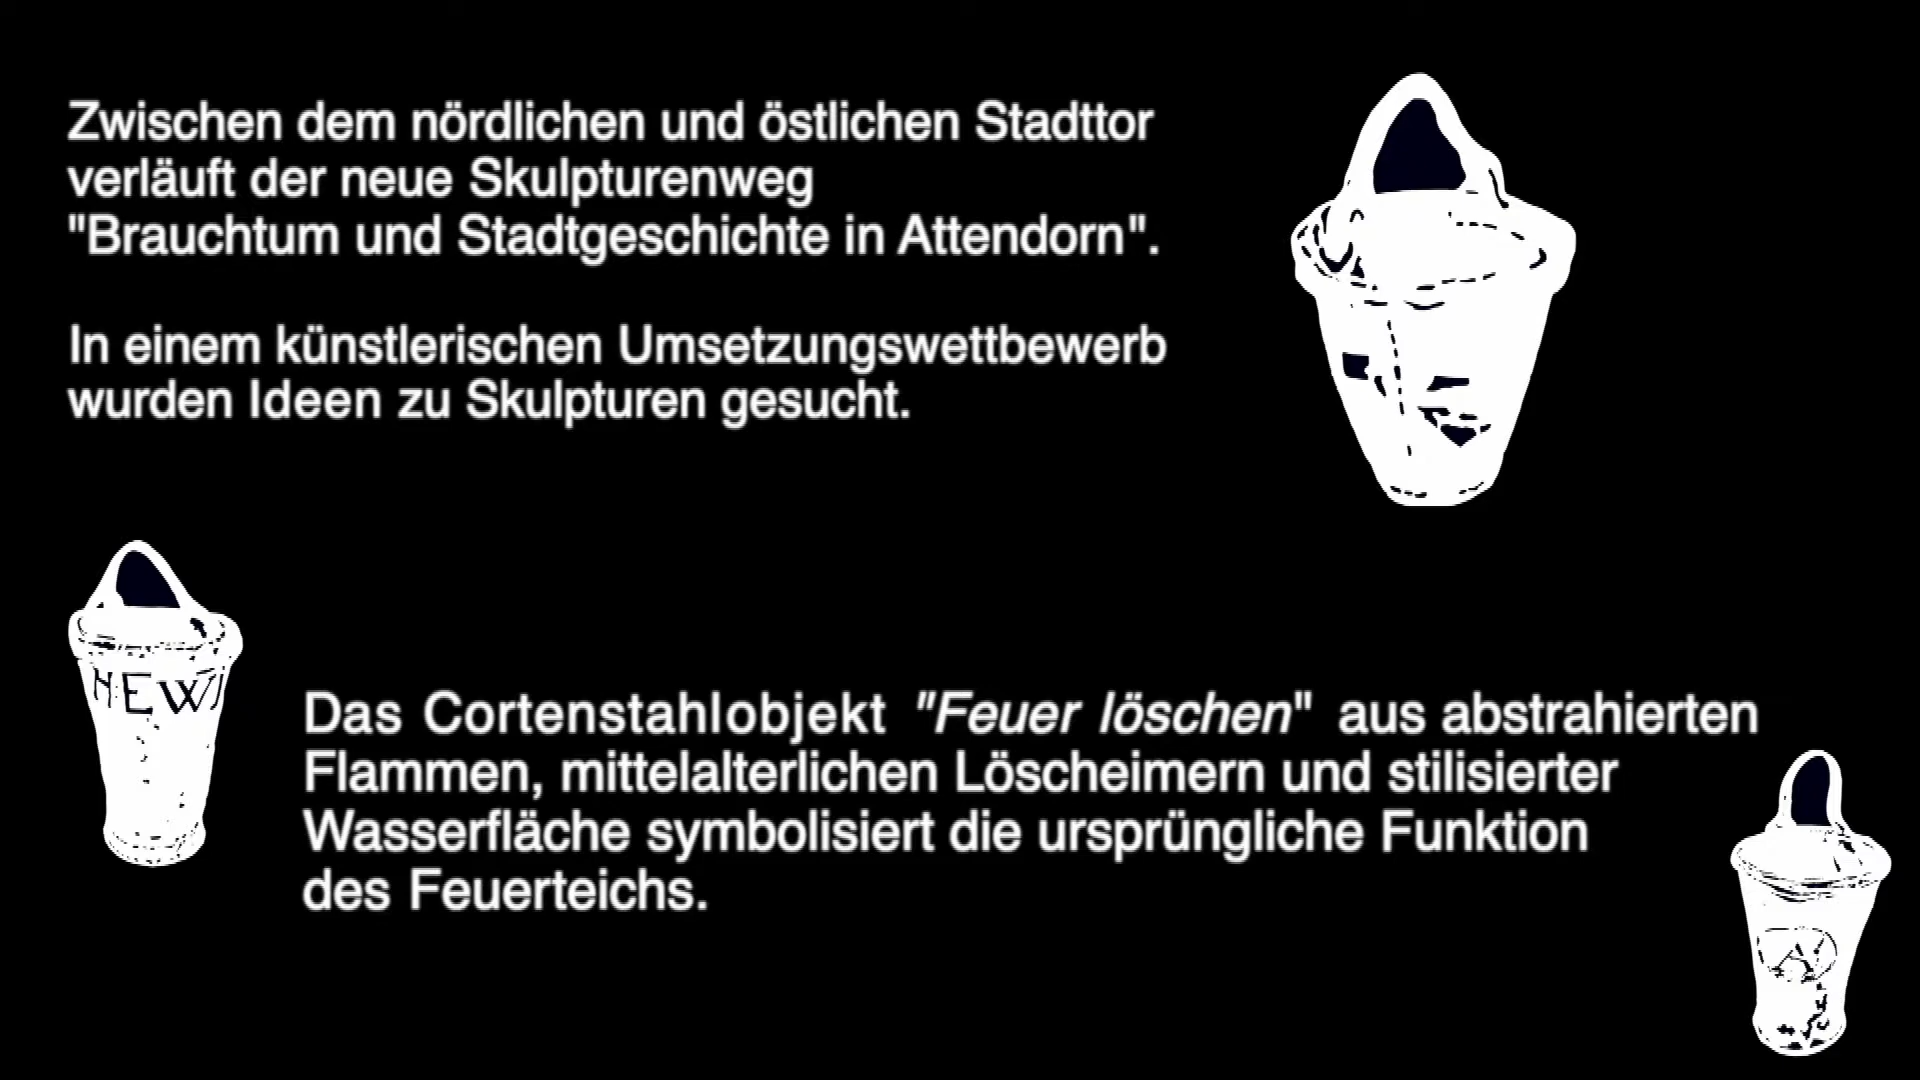 Zwischen dem nördlichen und östlichen Stadttor
verläuft der neue Skulpturenweg
"Brauchtum und Stadtgeschichte in Attendorn".
In einem künstlerischen Umsetzungswettbewerb
wurden Ideen zu Skulpturen gesucht.
NEW
Das Cortenstahlobjekt "Feuer löschen" aus abstrahierten
Flammen, mittelalterlichen Löscheimern und stilisierter
Wasserfläche symbolisiert die ursprüngliche Funktion
des Feuerteichs.